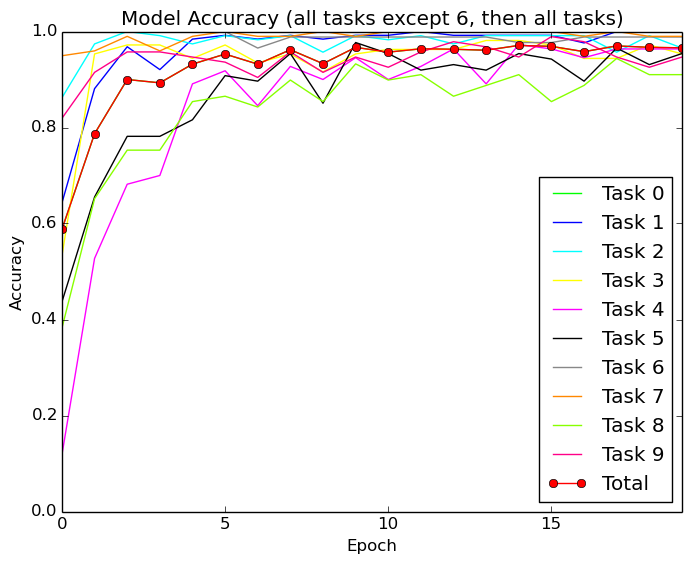 Model Accuracy (all tasks except 6, then all tasks)
1.0
0.8
0.6
0.4
0.2
0.0
Accuracy
0
5
10
15
Epoch
Task 0
Task 1
Task 2
Task 3
Task 4
Task 5
Task 6
Task 7
Task 8
Task 9
Total